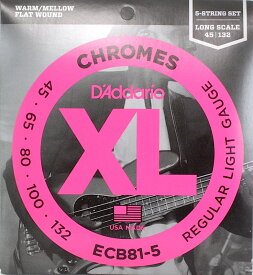 WARM/MELLOW
FLAT WOUND
5-STRING SET
LONG SCALE
45 | 132
CHROMES
D'Addario
XL
USA MADE
45 • 65 • 80 • 100 • 132
REGULAR LIGHT GAUGE
ECB81-5